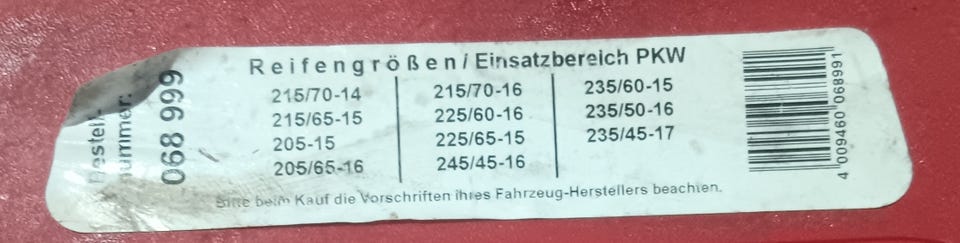 Bestell-
nummer:
068 999
Reifengrößen/Einsatzbereich PKW
215/70-14
215/65-15
205-15
205/65-16
215/70-16
225/60-16
225/65-15
245/45-16
235/60-15
235/50-16
235/45-17
Bitte beim Kauf die Vorschriften ihres Fahrzeug-Herstellers beachten.
4 009460 068991